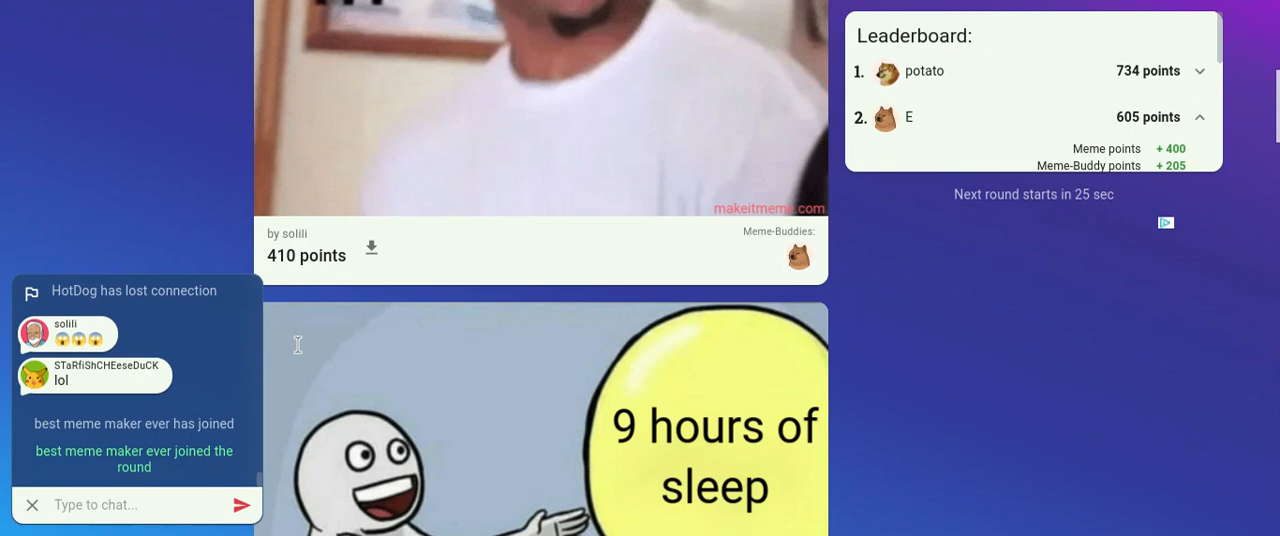 makeitmeme.com
by solili
410 points
Meme-Buddies:
9 hours of
sleep
HotDog has lost connection
solili
😱😱😱
STaRfiShCHEeseDuCK
lol
best meme maker ever has joined
best meme maker ever joined the
round
Type to chat...
Leaderboard:
1. potato 734 points
2. E 605 points
Meme points + 400
Meme-Buddy points + 205
Next round starts in 25 sec